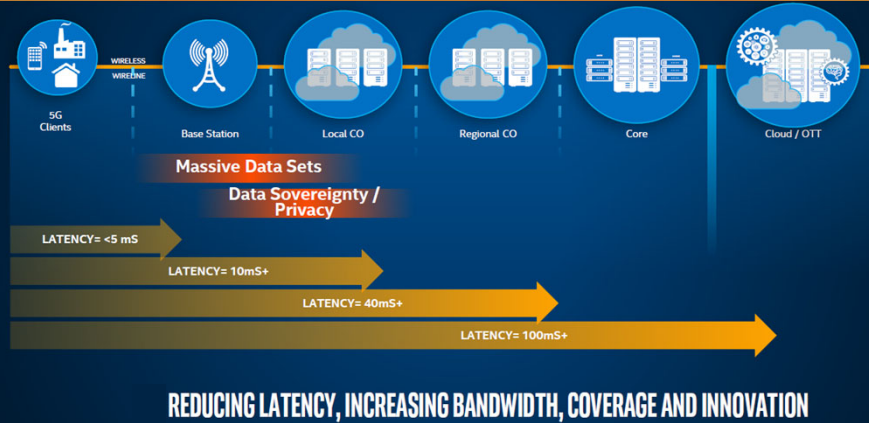 WIRELESS
WIRELINE
5G
Clients
Base Station
Local CO
Regional CO
Core
Cloud / OTT
Massive Data Sets
Data Sovereignty /
Privacy
LATENCY= <5 mS
LATENCY= 10mS+
LATENCY= 40mS+
LATENCY= 100mS+
REDUCING LATENCY, INCREASING BANDWIDTH, COVERAGE AND INNOVATION